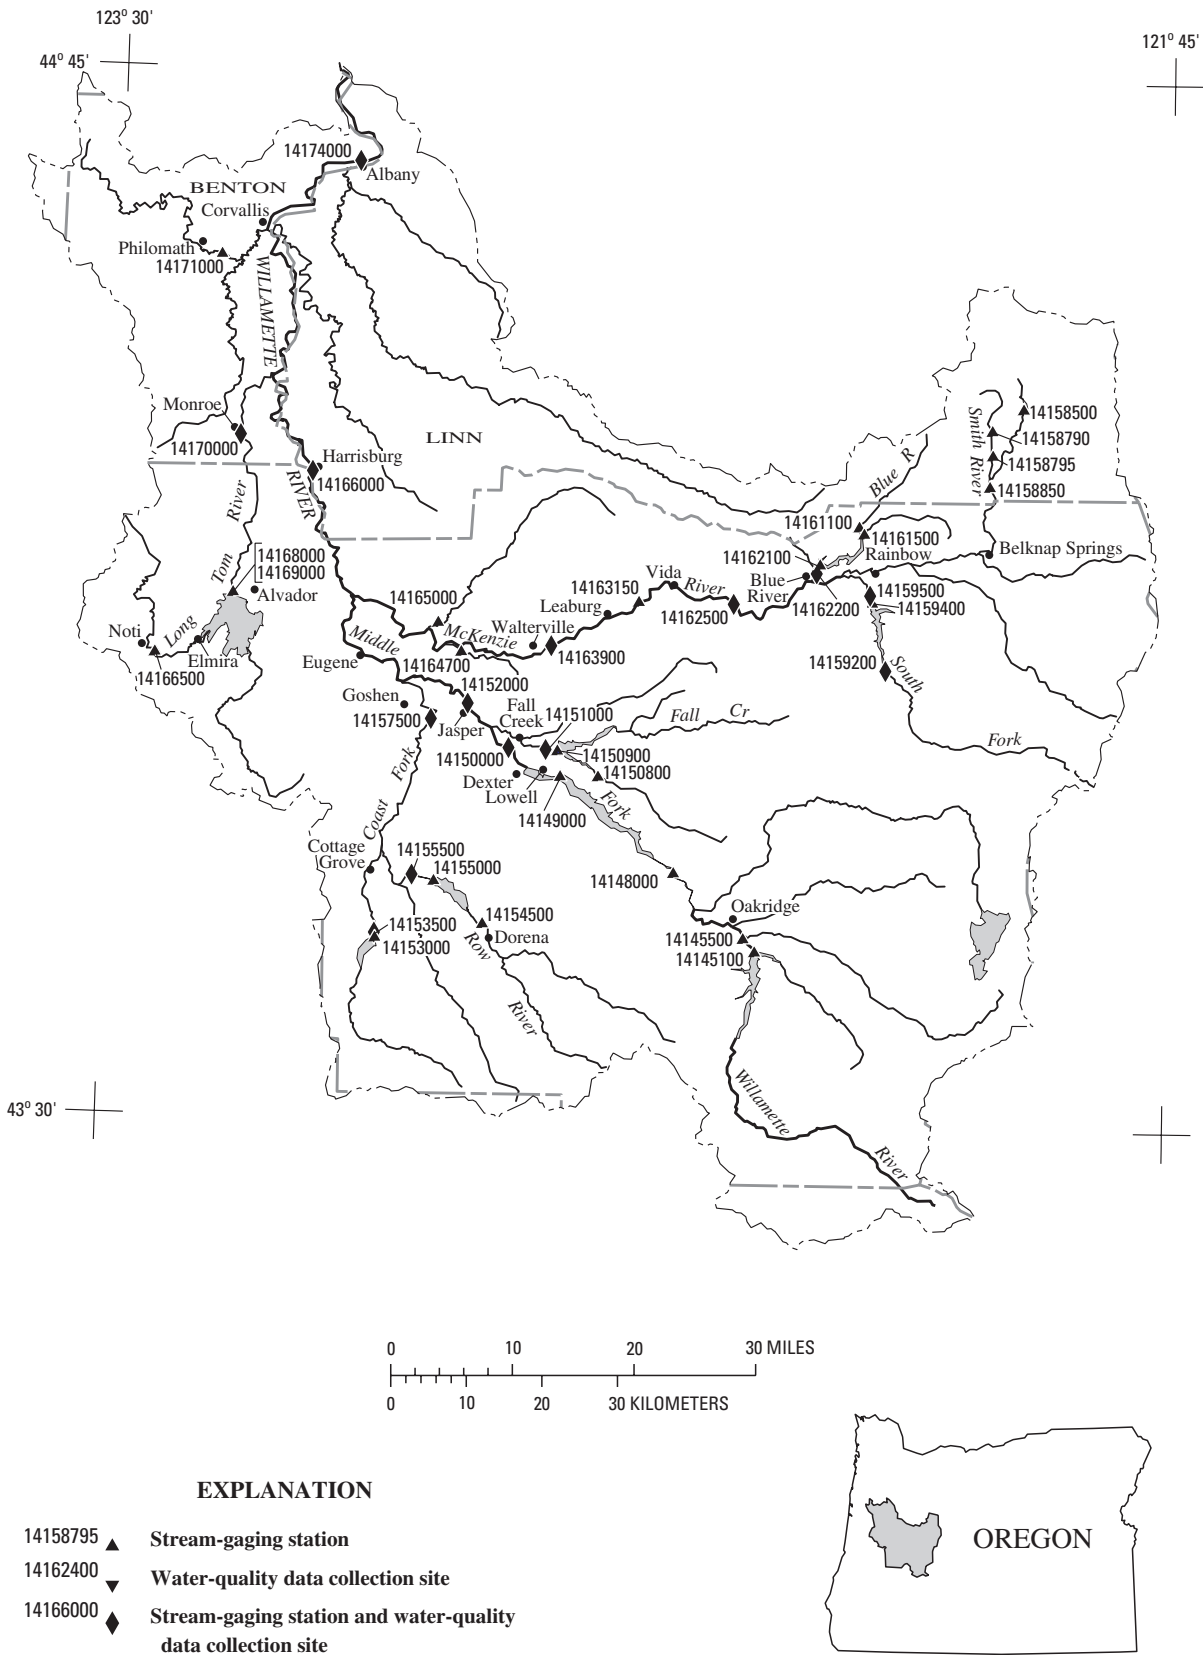 123° 30'
121° 45'
44° 45'
14174000
Albany
BENTON
Corvallis
Philomath
14171000
WILLAMETTE
Monroe
14170000
LINN
Harrisburg
14166000
RIVER
River
Smith River
14158500
14158790
14158795
14158850
Blue R
14161100
14161500
Rainbow
14162100
Belknap Springs
Blue
River
14162200
14159500
14159400
14159200
South
Fork
14168000
14169000
Tom
Alvador
Noti
Long
Elmira
14166500
14165000
Vida
River
14163150
Leaburg
14162500
Walterville
McKenzie
14163900
14164700
Middle
Eugene
14152000
Goshen
14157500
Jasper
Fall
Creek
Fall Cr
14151000
14150000
14150900
14150800
Dexter
Lowell
Fork
14149000
Fork
Coast
Cottage
Grove
14155500
14155000
14148000
14154500
Dorena
Row
River
14153500
14153000
Oakridge
14145500
14145100
Willamette
River
43° 30'
0 10 20 30 MILES
0 10 20 30 KILOMETERS
EXPLANATION
14158795 Stream-gaging station
14162400 Water-quality data collection site
14166000 Stream-gaging station and water-quality
data collection site
OREGON